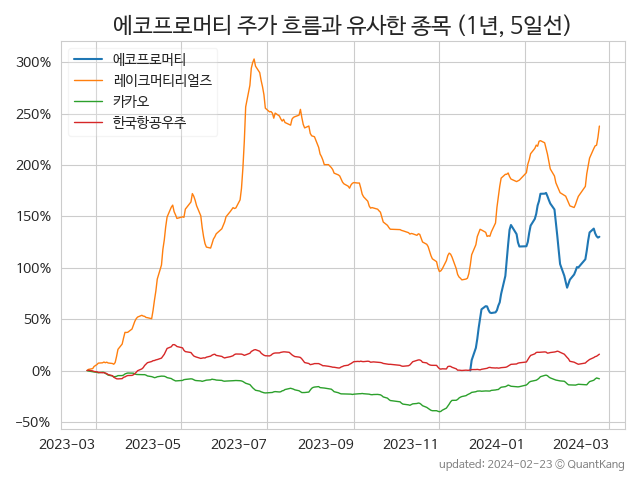 에코프로머티 주가 흐름과 유사한 종목 (1년, 5일선)
에코프로머티
레이크머티리얼즈
카카오
한국항공우주
300%
250%
200%
150%
100%
50%
0%
−50%
2023-03 2023-05 2023-07 2023-09 2023-11 2024-01 2024-03
updated: 2024-02-23 © QuantKang